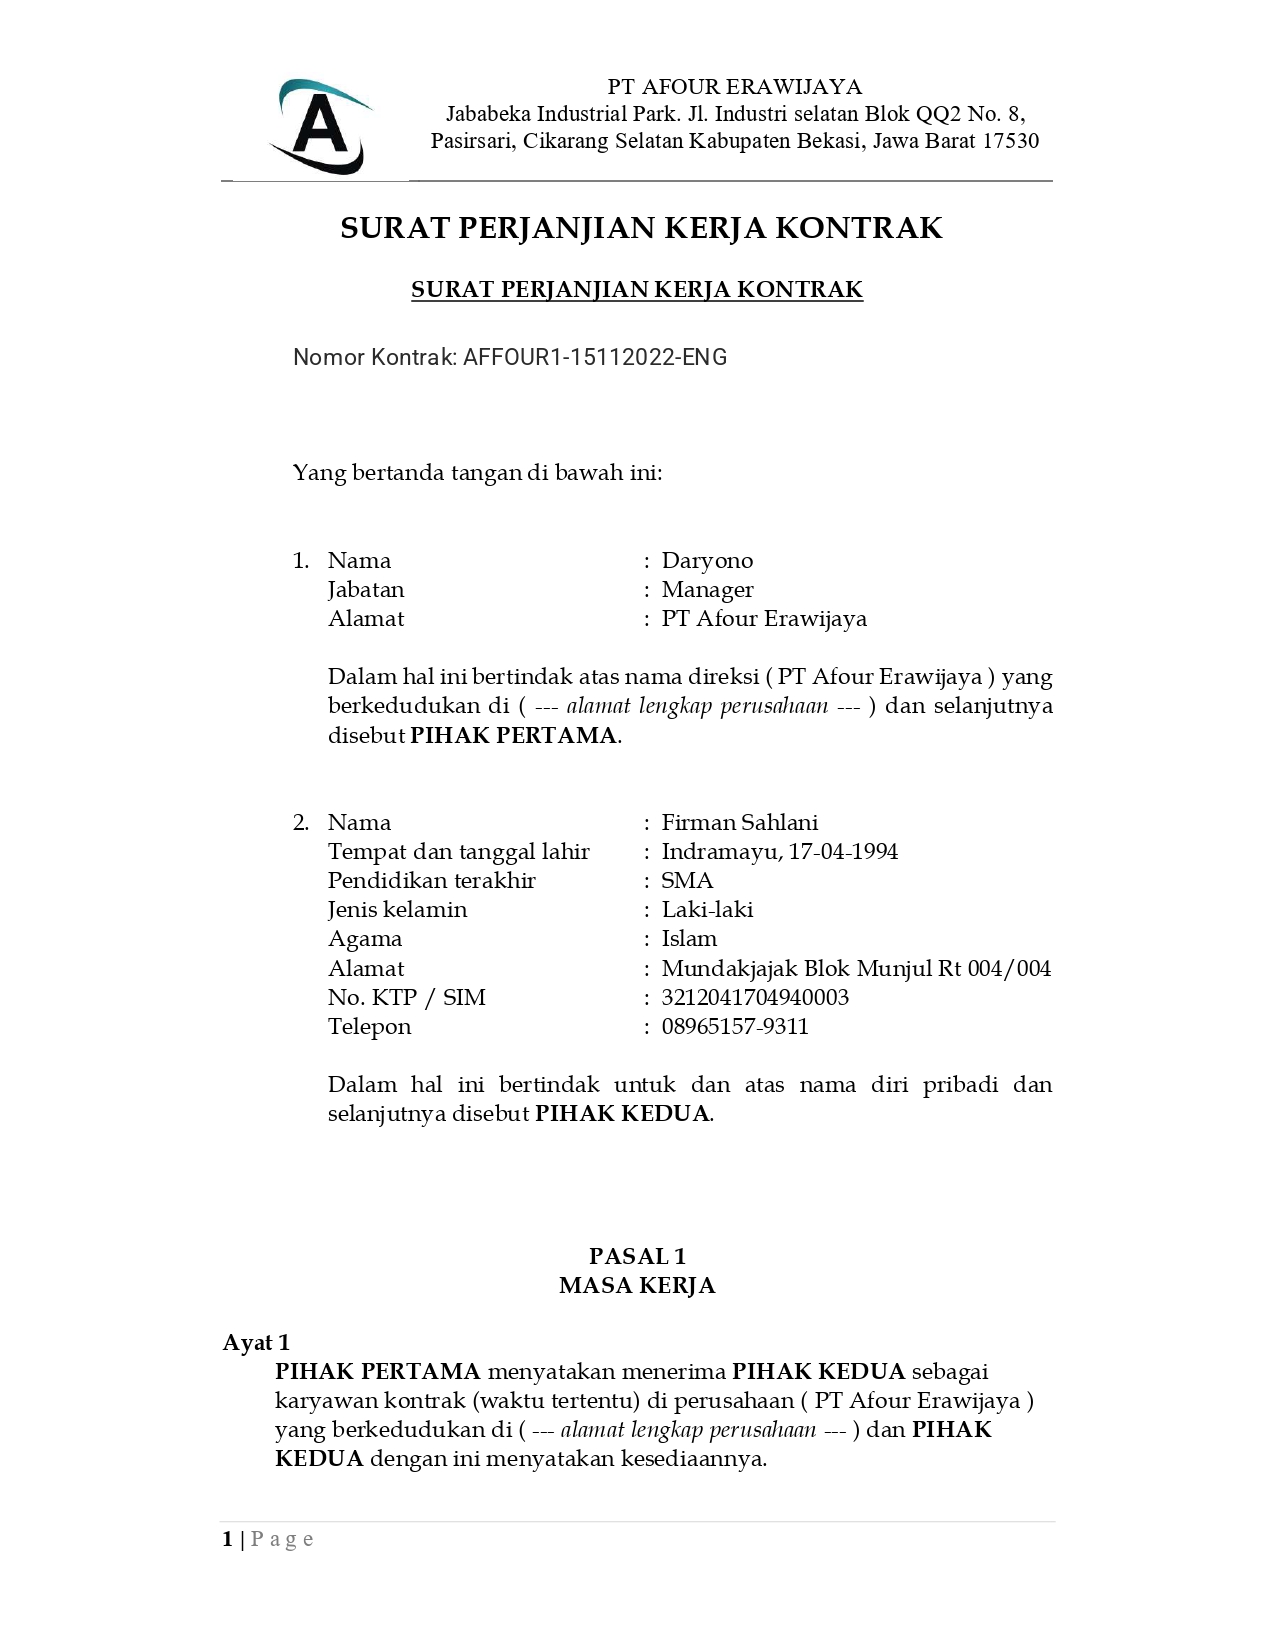 A
PT AFOUR ERAWIJAYA
Jababeka Industrial Park. Jl. Industri selatan Blok QQ2 No. 8,
Pasirsari, Cikarang Selatan Kabupaten Bekasi, Jawa Barat 17530
SURAT PERJANJIAN KERJA KONTRAK
SURAT PERJANJIAN KERJA KONTRAK
Nomor Kontrak: AFFOUR1-15112022-ENG
Yang bertanda tangan di bawah ini:
1. Nama : Daryono
Jabatan : Manager
Alamat : PT Afour Erawijaya
Dalam hal ini bertindak atas nama direksi ( PT Afour Erawijaya ) yang
berkedudukan di ( --- alamat lengkap perusahaan --- ) dan selanjutnya
disebut PIHAK PERTAMA.
2. Nama : Firman Sahlani
Tempat dan tanggal lahir : Indramayu, 17-04-1994
Pendidikan terakhir : SMA
Jenis kelamin : Laki-laki
Agama : Islam
Alamat : Mundakjajak Blok Munjul Rt 004/004
No. KTP / SIM : 3212041704940003
Telepon : 08965157-9311
Dalam hal ini bertindak untuk dan atas nama diri pribadi dan
selanjutnya disebut PIHAK KEDUA.
PASAL 1
MASA KERJA
Ayat 1
PIHAK PERTAMA menyatakan menerima PIHAK KEDUA sebagai
karyawan kontrak (waktu tertentu) di perusahaan ( PT Afour Erawijaya )
yang berkedudukan di ( --- alamat lengkap perusahaan --- ) dan PIHAK
KEDUA dengan ini menyatakan kesediaannya.
1 | Page